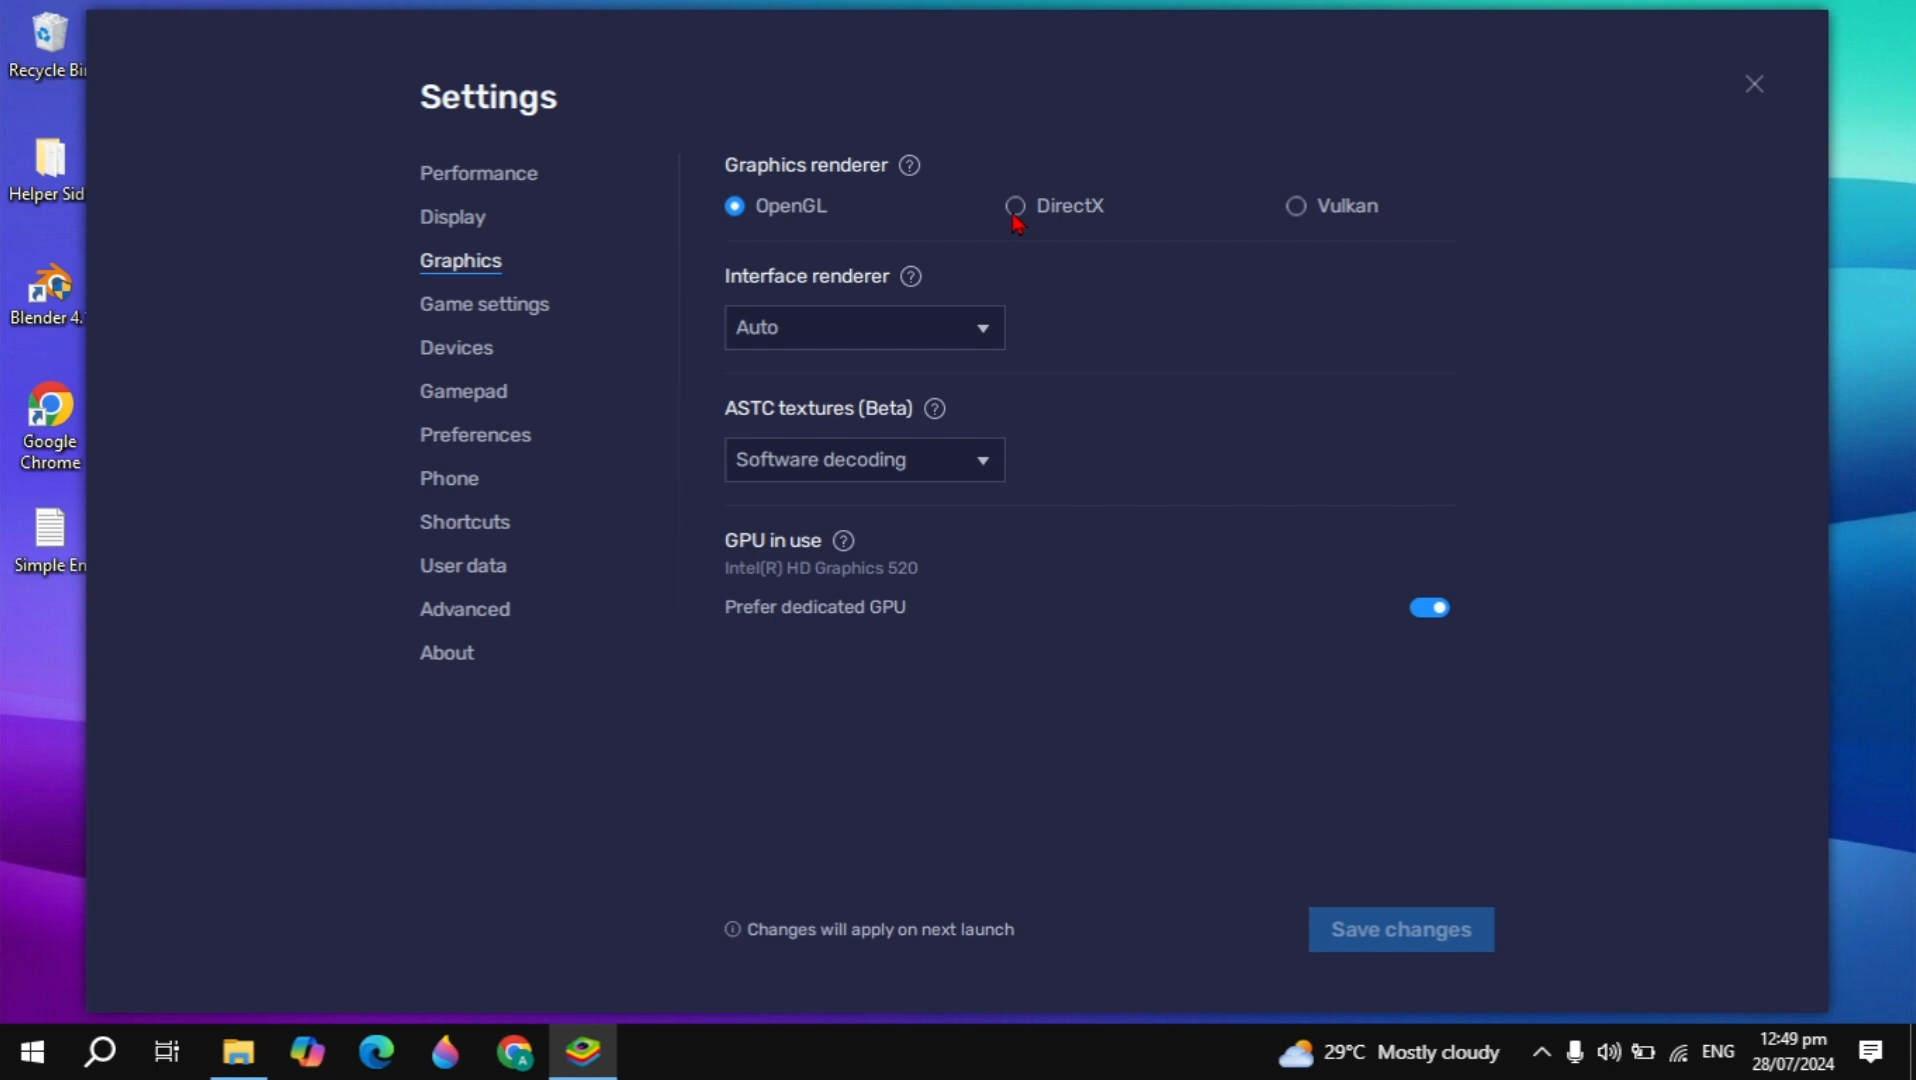 Recycle Bi
Helper Sid
Blender 4.
Google
Chrome
Simple En
Settings
Performance
Display
Graphics
Game settings
Devices
Gamepad
Preferences
Phone
Shortcuts
User data
Advanced
About
Graphics renderer ?
OpenGL
DirectX
Vulkan
Interface renderer ?
Auto
ASTC textures (Beta) ?
Software decoding
GPU in use ?
Intel(R) HD Graphics 520
Prefer dedicated GPU
Changes will apply on next launch
Save changes
29°C Mostly cloudy
ENG
12:49 pm
28/07/2024